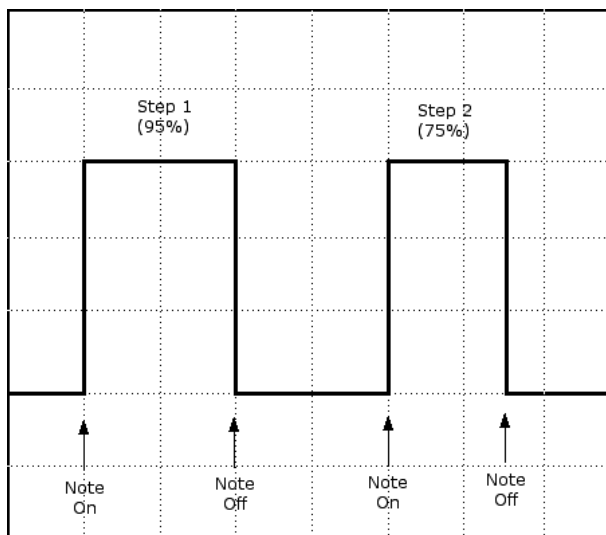 Step 1
(95%)
Step 2
(75%)
Note
On
Note
Off
Note
On
Note
Off